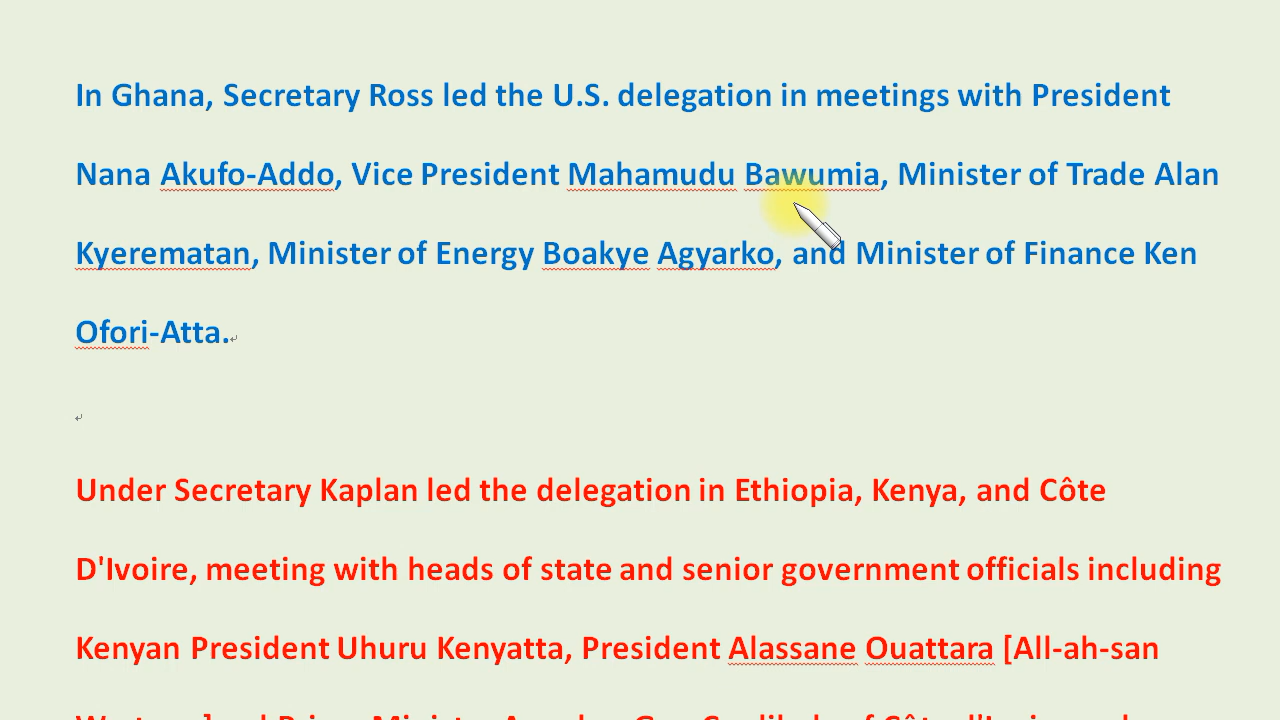 In Ghana, Secretary Ross led the U.S. delegation in meetings with President
Nana Akufo-Addo, Vice President Mahamudu Bawumia, Minister of Trade Alan
Kyerematan, Minister of Energy Boakye Agyarko, and Minister of Finance Ken
Ofori-Atta.
Under Secretary Kaplan led the delegation in Ethiopia, Kenya, and Côte
D'Ivoire, meeting with heads of state and senior government officials including
Kenyan President Uhuru Kenyatta, President Alassane Ouattara [All-ah-san